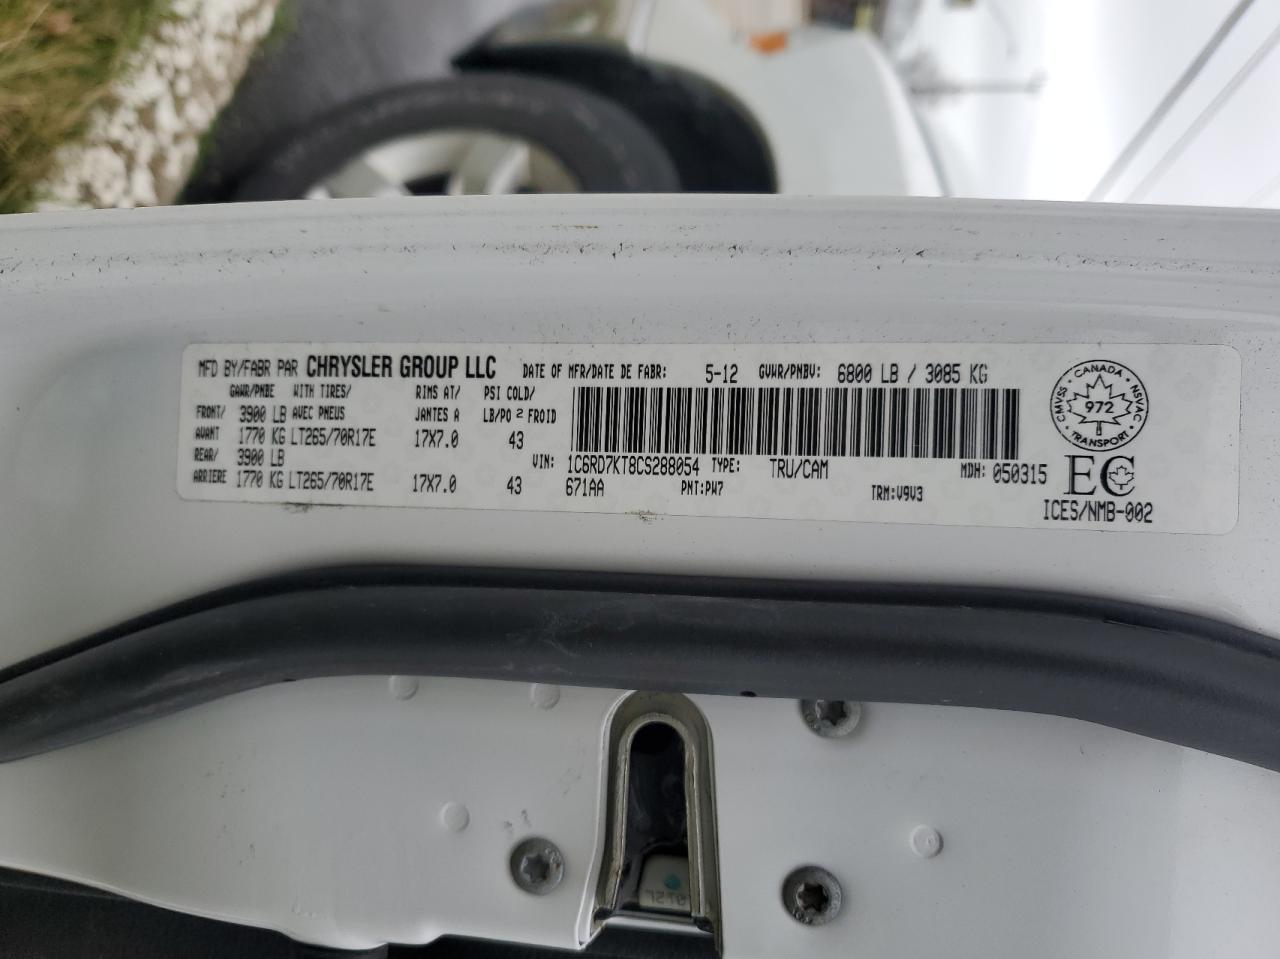 MFD BY/FABR PAR CHRYSLER GROUP LLC DATE OF MFR/DATE DE FABR: 5-12 GVWR/PNBV: 6800 LB / 3085 KG
GAWR/PNBE WITH TIRES/ RIMS AT/ PSI COLD/
FRONT/ 3900 LB AVEC PNEUS JANTES A LB/PO² FROID
AVANT 1770 KG LT265/70R17E 17X7.0 43
REAR/ 3900 LB
ARRIERE 1770 KG LT265/70R17E 17X7.0 43
VIN: 1C6RD7KT8CS288054 TYPE: TRU/CAM MDH: 050315
671AA PNT:PW7 TRM:V9V3
CANADA
CMVSS 972 NSVAC
TRANSPORT
EC
ICES/NMB-002